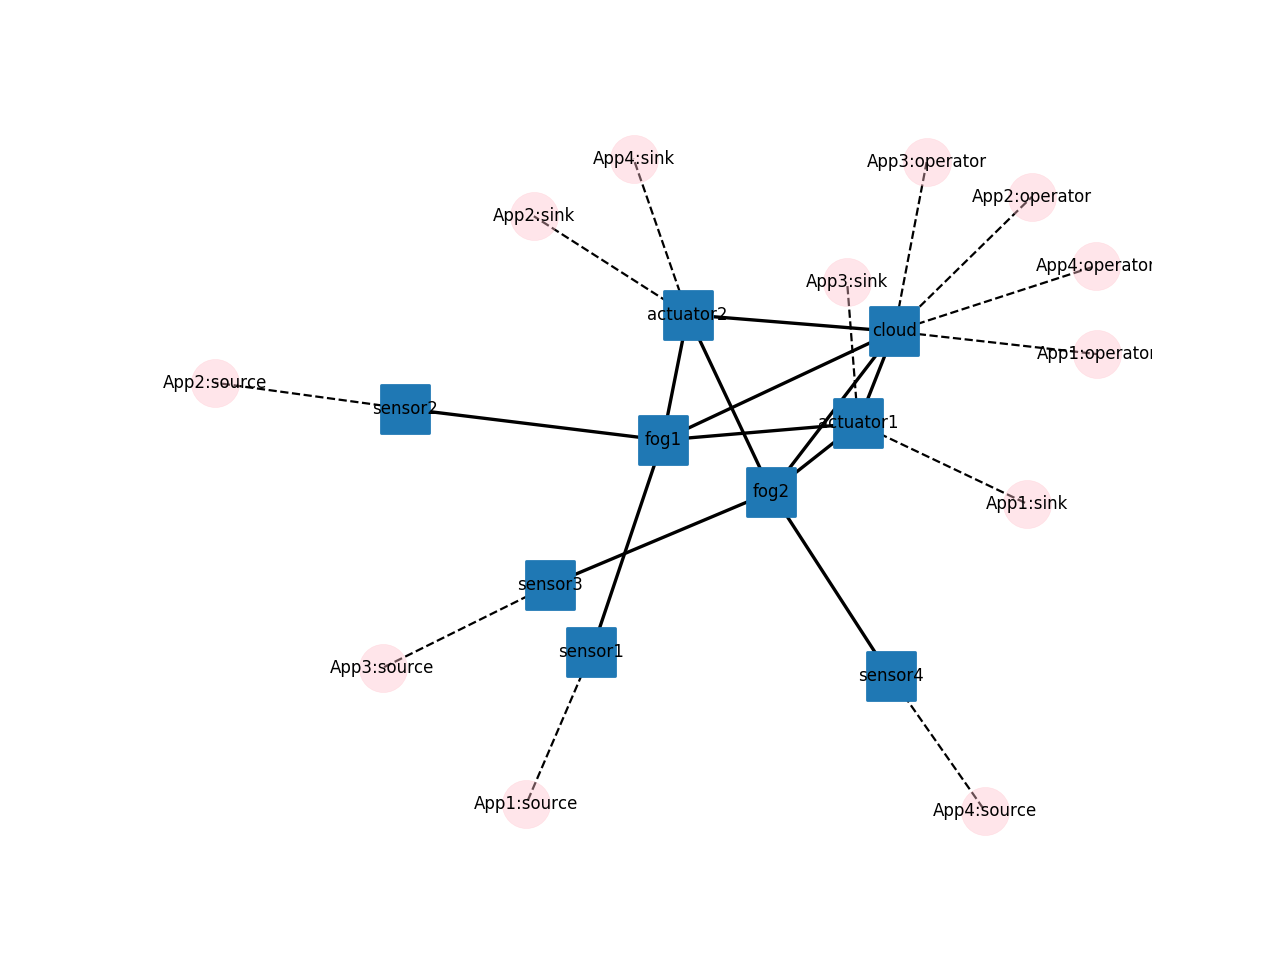 App4:sink
App3:operator
App2:operator
App2:sink
App4:operator
App3:sink
actuator2
cloud
App1:operator
App2:source
sensor2
actuator1
fog1
fog2
App1:sink
sensor3
sensor1
App3:source
sensor4
App1:source
App4:source